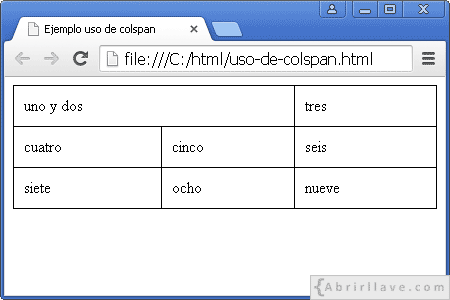 Ejemplo uso de colspan
file:///C:/html/uso-de-colspan.html
uno y dos tres
cuatro cinco seis
siete ocho nueve
{Abrirllave.com